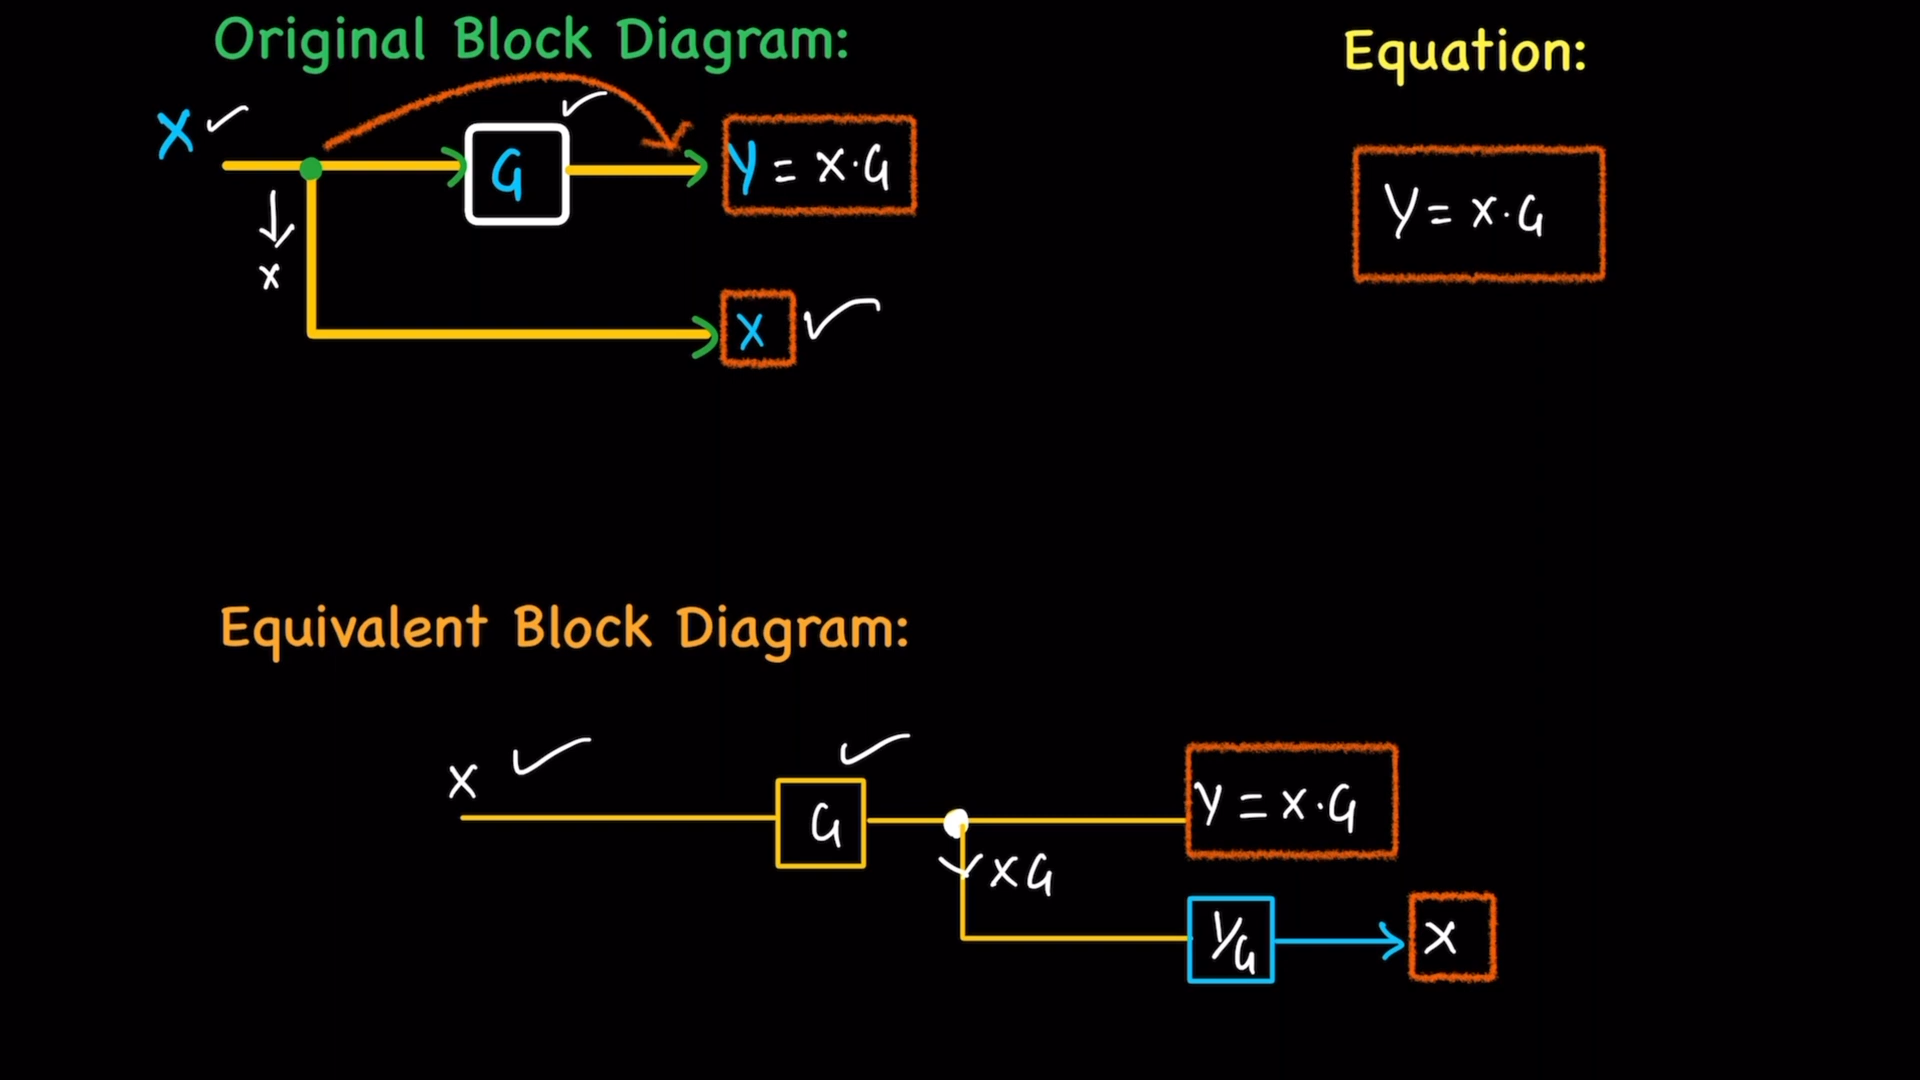 Original Block Diagram:
Equation:
X
G
Y = X·G
Y = X·G
x
X
Equivalent Block Diagram:
X
G
Y = X·G
XG
1/G
X